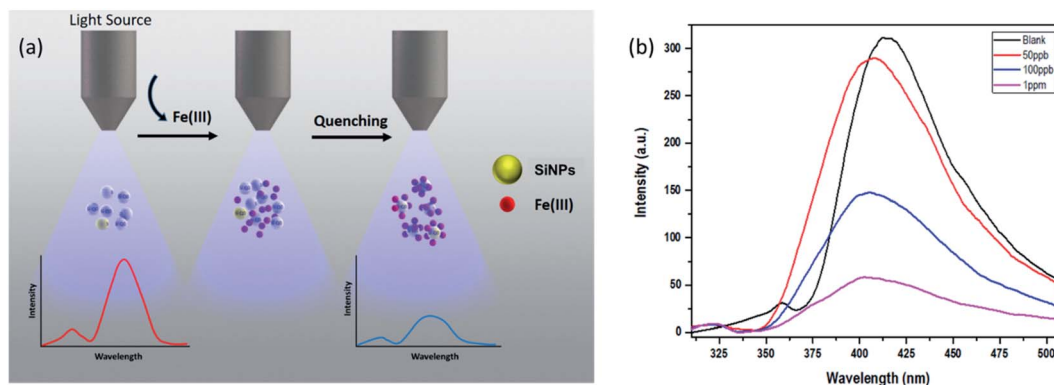 (a)
Light Source
Fe(III)
Quenching
SiNPs
Fe(III)
Intensity
Wavelength
Intensity
Wavelength
(b)
Blank
50ppb
100ppb
1ppm
Intensity (a.u.)
300
250
200
150
100
50
0
325 350 375 400 425 450 475 500
Wavelength (nm)